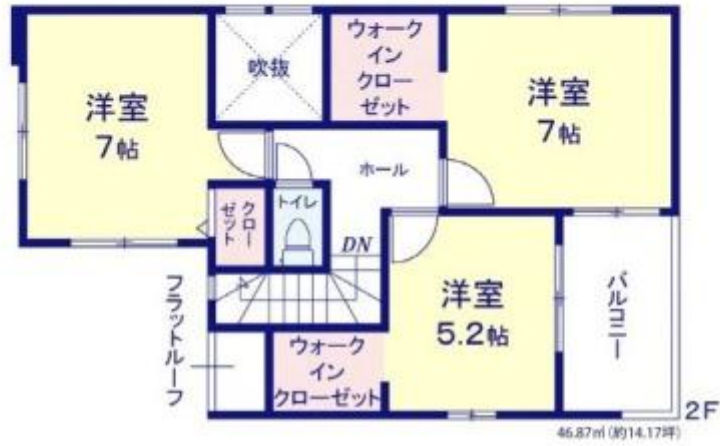 洋室
7帖
吹抜
ウォーク
イン
クロー
ゼット
洋室
7帖
ホール
クロー
ゼット
トイレ
DN
フラットルーフ
ウォーク
イン
クローゼット
洋室
5.2帖
バルコニー
2F
46.87㎡(約14.17坪)